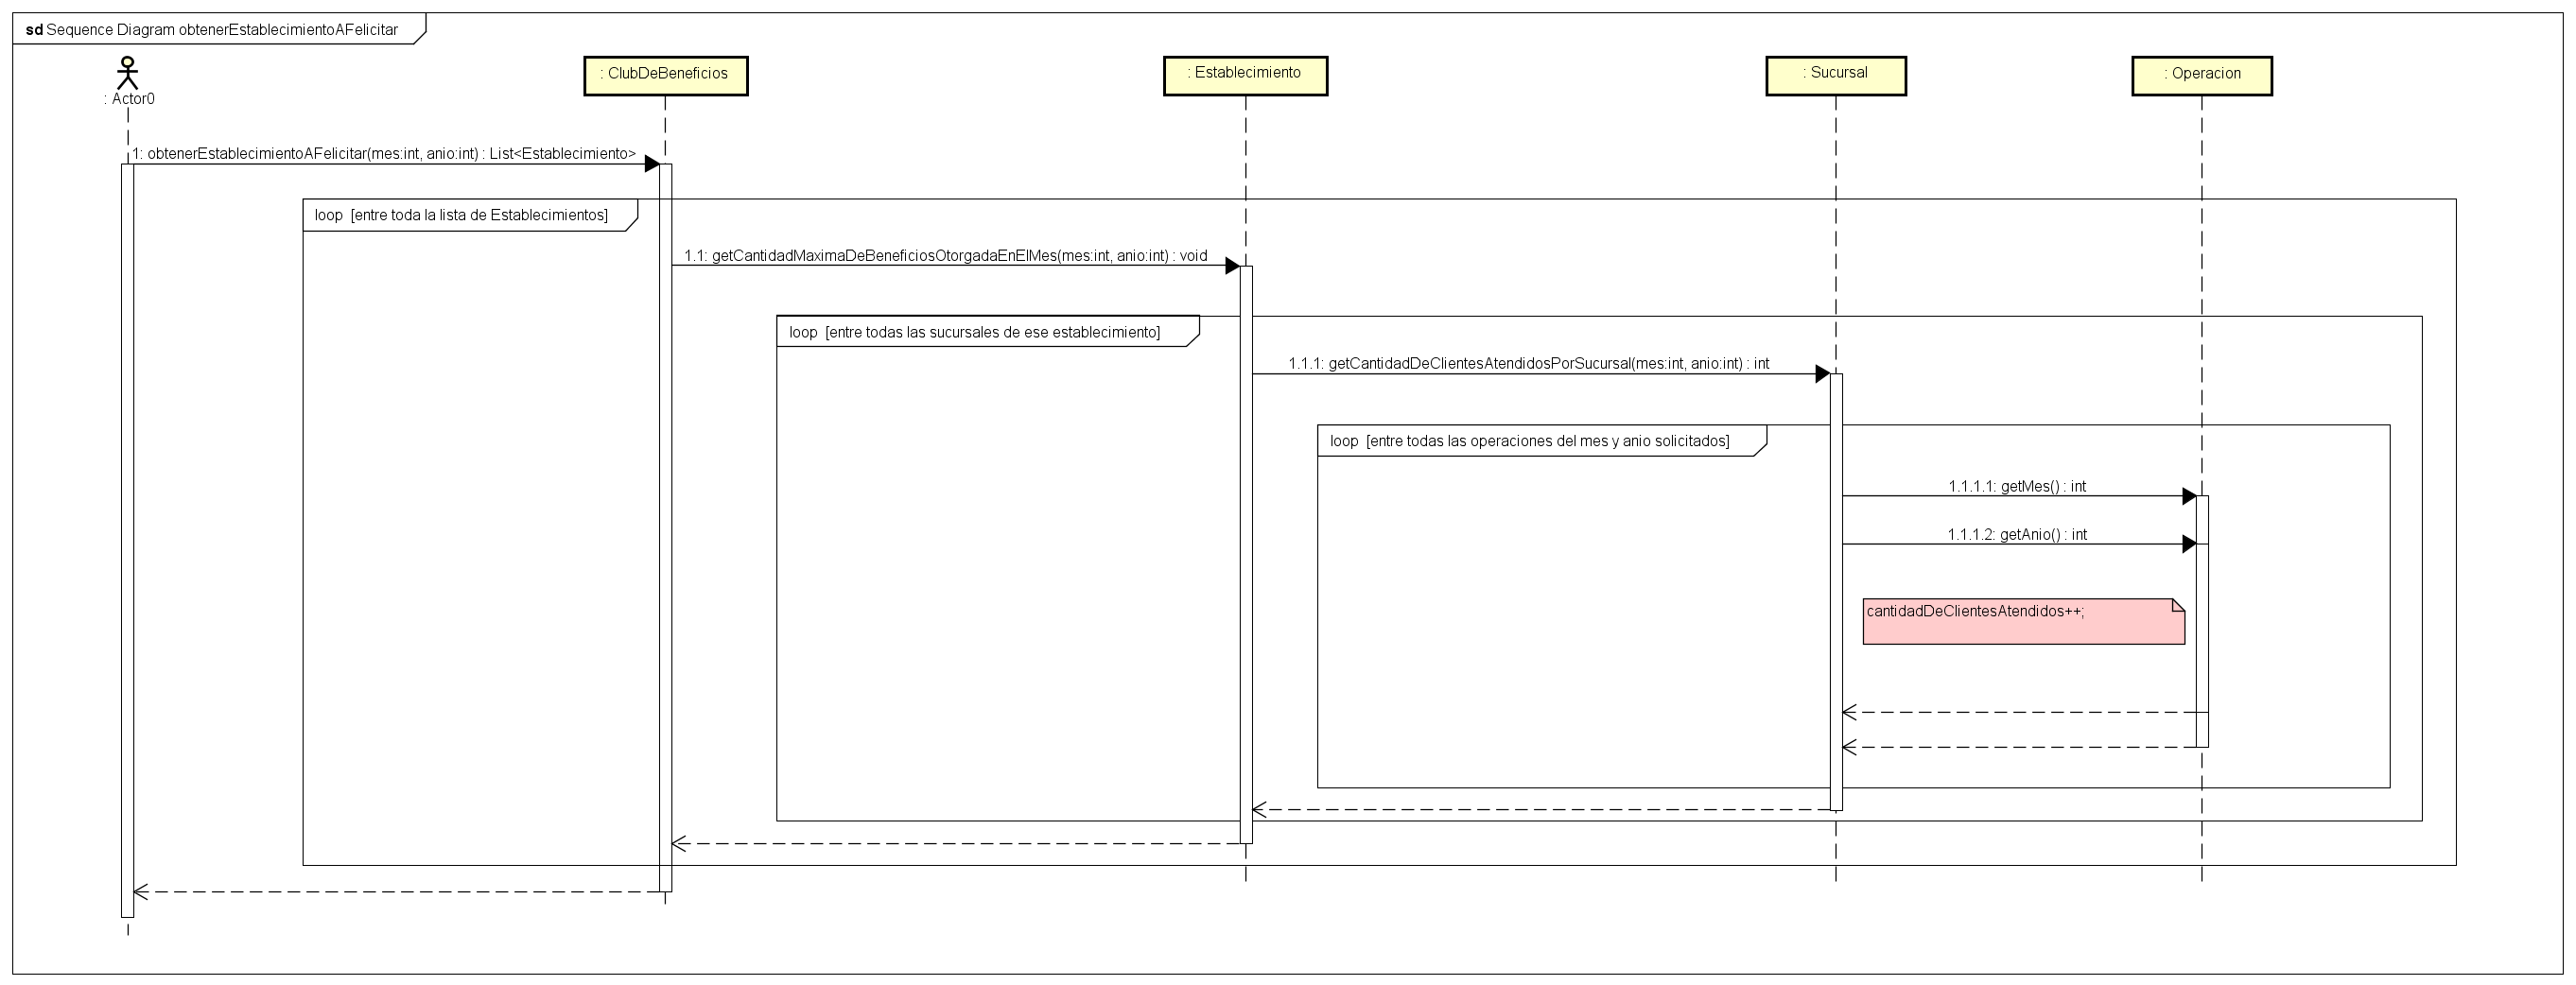 sd Sequence Diagram obtenerEstablecimientoAFelicitar
: Actor0
: ClubDeBeneficios
: Establecimiento
: Sucursal
: Operacion
1: obtenerEstablecimientoAFelicitar(mes:int, anio:int) : List<Establecimiento>
loop [entre toda la lista de Establecimientos]
1.1: getCantidadMaximaDeBeneficiosOtorgadaEnElMes(mes:int, anio:int) : void
loop [entre todas las sucursales de ese establecimiento]
1.1.1: getCantidadDeClientesAtendidosPorSucursal(mes:int, anio:int) : int
loop [entre todas las operaciones del mes y anio solicitados]
1.1.1.1: getMes() : int
1.1.1.2: getAnio() : int
cantidadDeClientesAtendidos++;